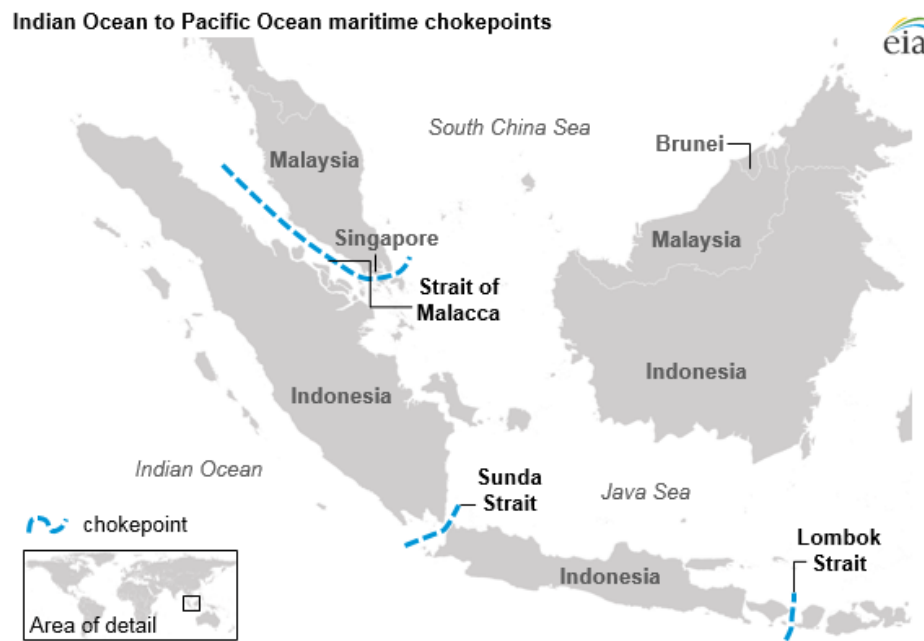 Indian Ocean to Pacific Ocean maritime chokepoints
eia
South China Sea
Brunei
Malaysia
Malaysia
Singapore
Strait of
Malacca
Indonesia
Indonesia
Indian Ocean
Sunda
Strait
Java Sea
chokepoint
Lombok
Strait
Indonesia
Area of detail